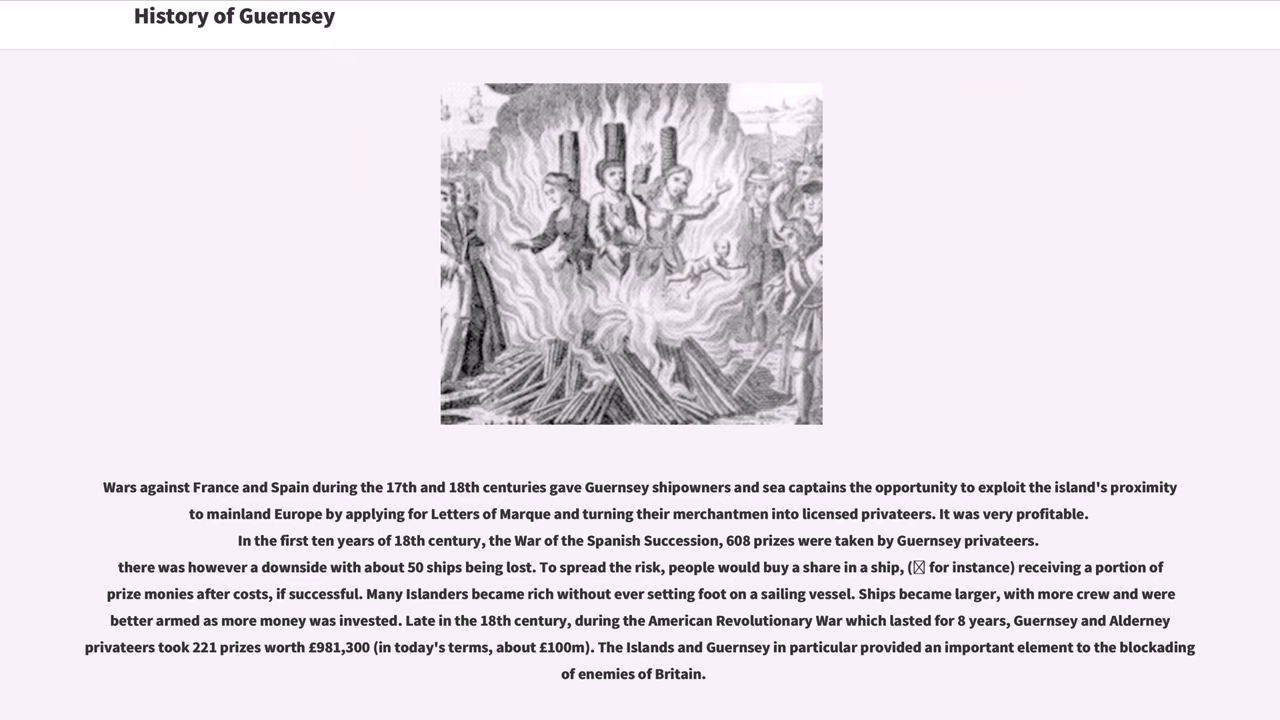 History of Guernsey
Wars against France and Spain during the 17th and 18th centuries gave Guernsey shipowners and sea captains the opportunity to exploit the island's proximity
to mainland Europe by applying for Letters of Marque and turning their merchantmen into licensed privateers. It was very profitable.
In the first ten years of 18th century, the War of the Spanish Succession, 608 prizes were taken by Guernsey privateers.
there was however a downside with about 50 ships being lost. To spread the risk, people would buy a share in a ship, ( for instance) receiving a portion of
prize monies after costs, if successful. Many Islanders became rich without ever setting foot on a sailing vessel. Ships became larger, with more crew and were
better armed as more money was invested. Late in the 18th century, during the American Revolutionary War which lasted for 8 years, Guernsey and Alderney
privateers took 221 prizes worth £981,300 (in today's terms, about £100m). The Islands and Guernsey in particular provided an important element to the blockading
of enemies of Britain.